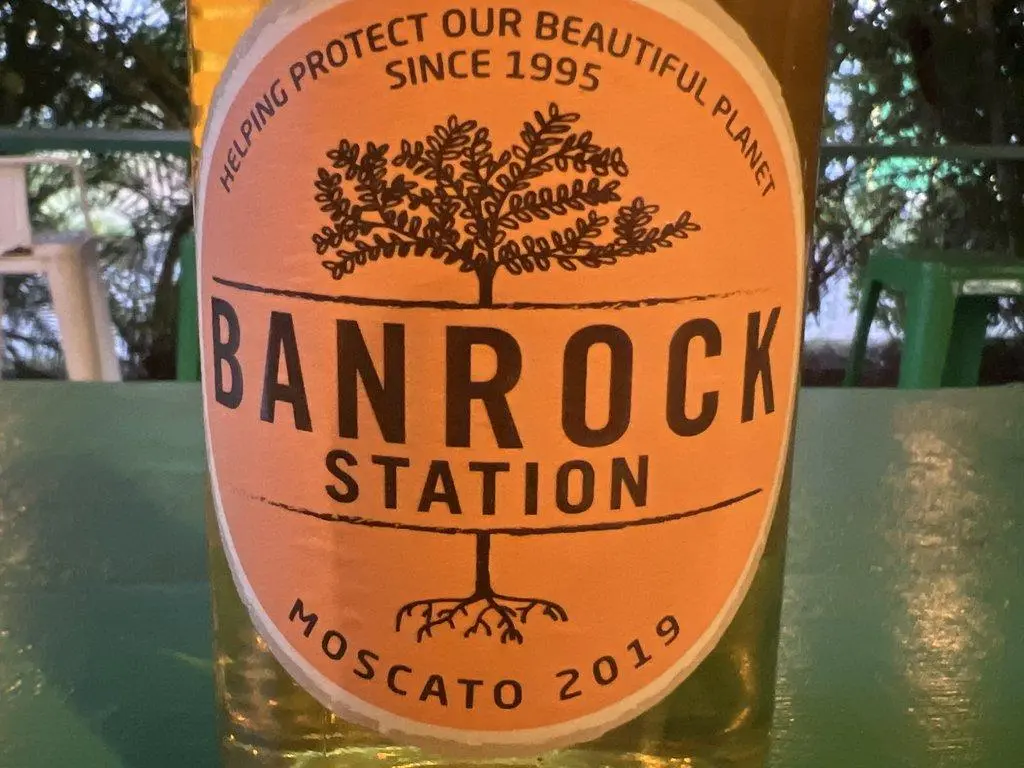 HELPING PROTECT OUR BEAUTIFUL PLANET
SINCE 1995
BANROCK
STATION
MOSCATO 2019